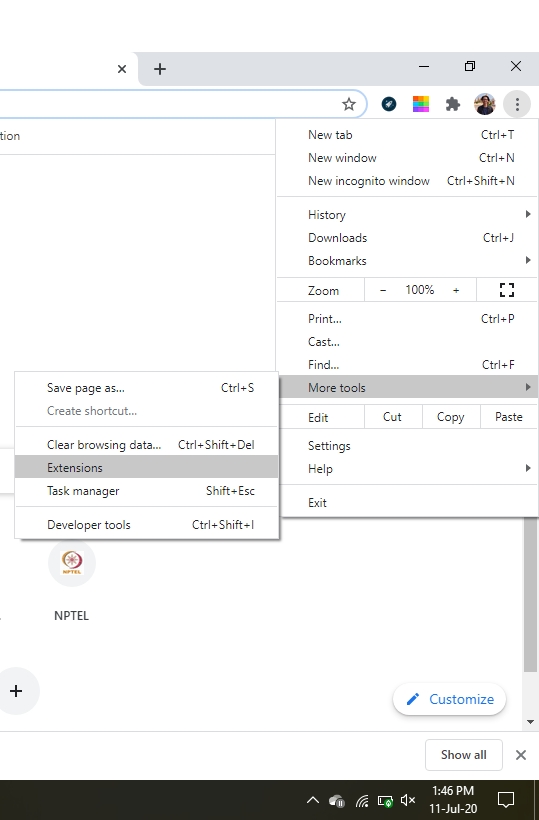 tion
New tab Ctrl+T
New window Ctrl+N
New incognito window Ctrl+Shift+N
History
Downloads Ctrl+J
Bookmarks
Zoom - 100% +
Print... Ctrl+P
Cast...
Find... Ctrl+F
More tools
Edit Cut Copy Paste
Settings
Help
Exit
Save page as... Ctrl+S
Create shortcut...
Clear browsing data... Ctrl+Shift+Del
Extensions
Task manager Shift+Esc
Developer tools Ctrl+Shift+I
NPTEL
NPTEL
Customize
Show all
1:46 PM
11-Jul-20